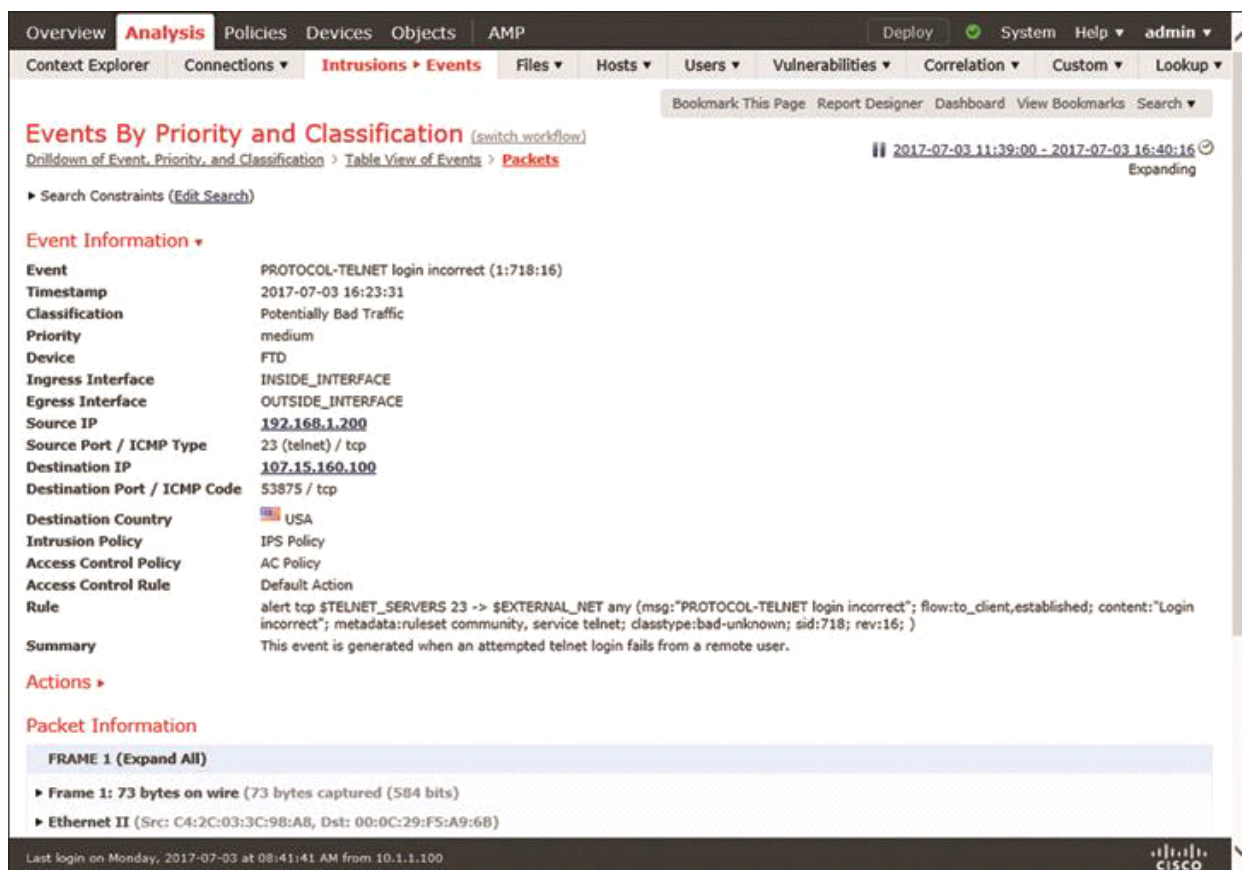 Overview Analysis Policies Devices Objects AMP Deploy System Help ▾ admin ▾
Context Explorer Connections ▾ Intrusions ▸ Events Files ▾ Hosts ▾ Users ▾ Vulnerabilities ▾ Correlation ▾ Custom ▾ Lookup ▾
Bookmark This Page Report Designer Dashboard View Bookmarks Search ▾
Events By Priority and Classification (switch workflow)
Drilldown of Event, Priority, and Classification > Table View of Events > Packets
2017-07-03 11:39:00 - 2017-07-03 16:40:16
Expanding
▸ Search Constraints (Edit Search)
Event Information ▾
Event PROTOCOL-TELNET login incorrect (1:718:16)
Timestamp 2017-07-03 16:23:31
Classification Potentially Bad Traffic
Priority medium
Device FTD
Ingress Interface INSIDE_INTERFACE
Egress Interface OUTSIDE_INTERFACE
Source IP 192.168.1.200
Source Port / ICMP Type 23 (telnet) / tcp
Destination IP 107.15.160.100
Destination Port / ICMP Code 53875 / tcp
Destination Country USA
Intrusion Policy IPS Policy
Access Control Policy AC Policy
Access Control Rule Default Action
Rule alert tcp $TELNET_SERVERS 23 -> $EXTERNAL_NET any (msg:"PROTOCOL-TELNET login incorrect"; flow:to_client,established; content:"Login
incorrect"; metadata:ruleset community, service telnet; classtype:bad-unknown; sid:718; rev:16; )
Summary This event is generated when an attempted telnet login fails from a remote user.
Actions ▸
Packet Information
FRAME 1 (Expand All)
▸ Frame 1: 73 bytes on wire (73 bytes captured (584 bits)
▸ Ethernet II (Src: C4:2C:03:3C:98:A8, Dst: 00:0C:29:F5:A9:6B)
Last login on Monday, 2017-07-03 at 08:41:41 AM from 10.1.1.100
CISCO